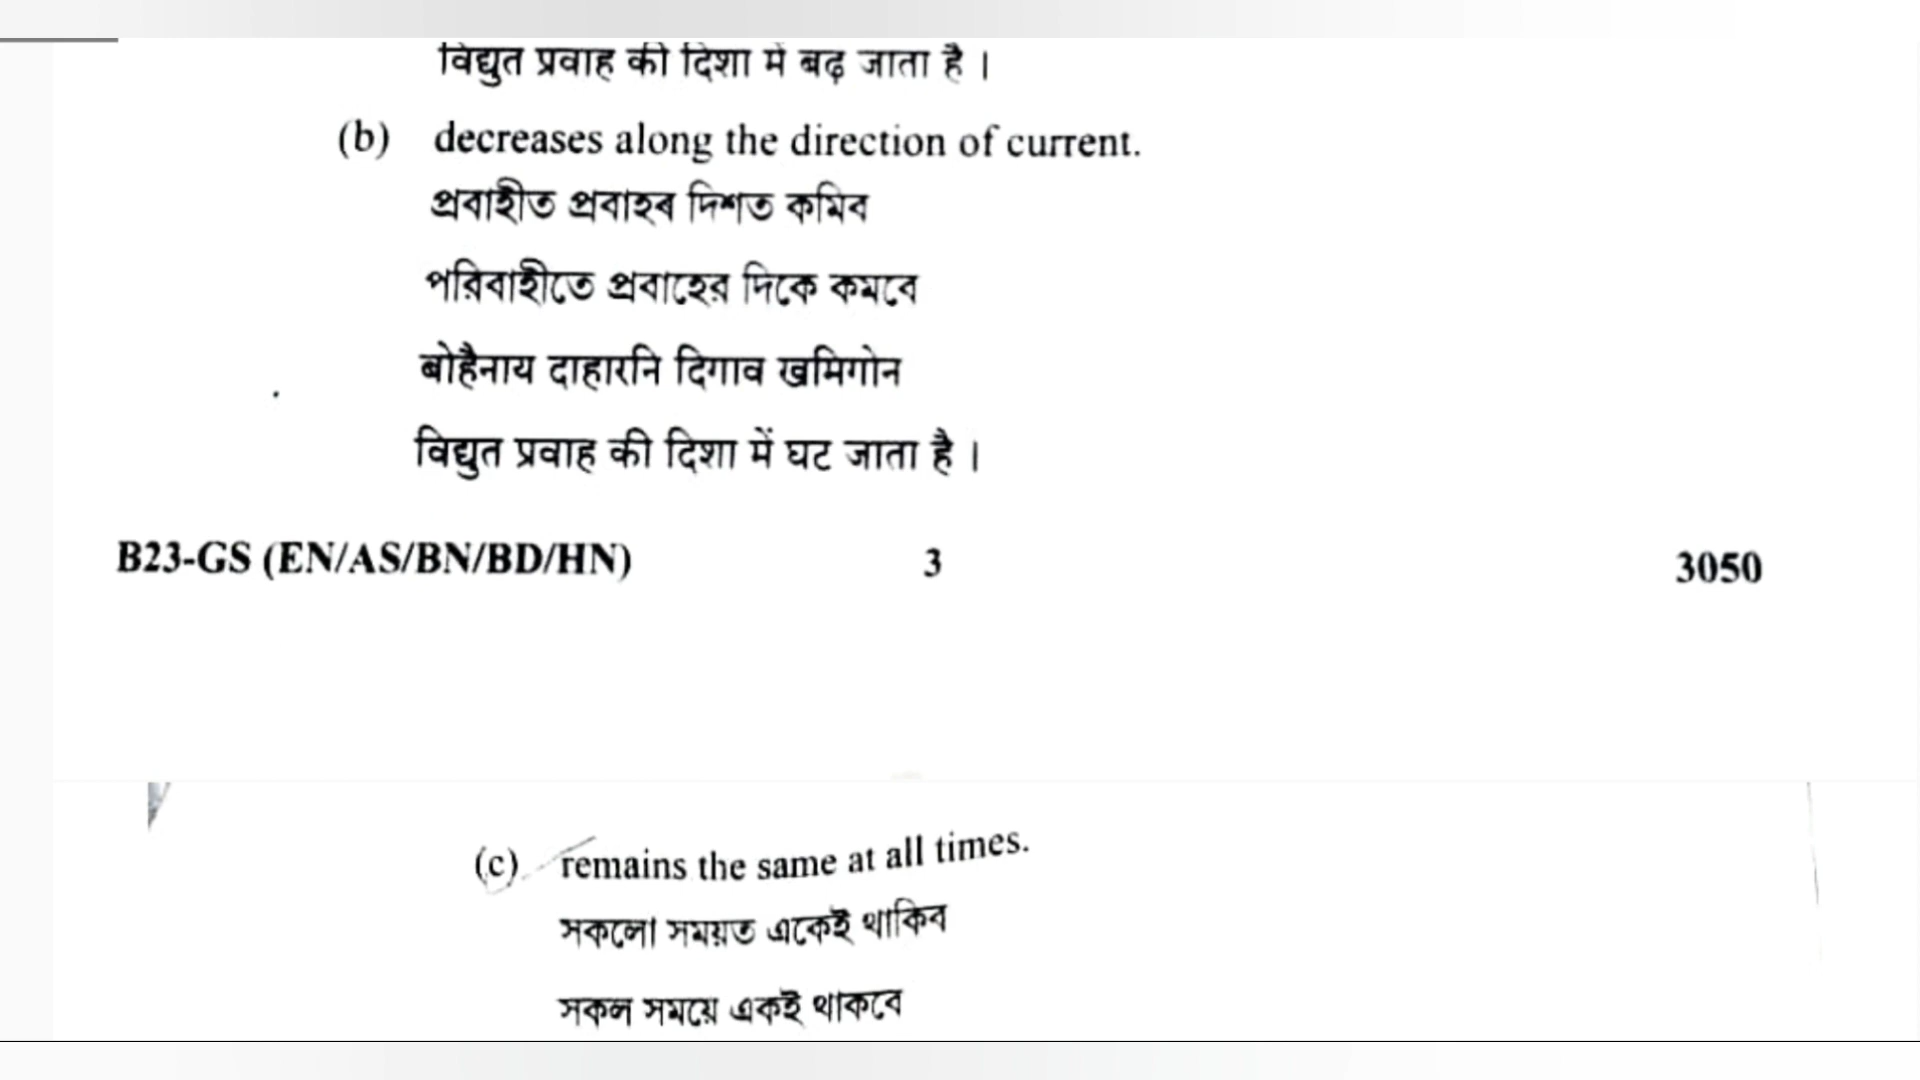 विद्युत प्रवाह की दिशा में बढ़ जाता है ।
(b) decreases along the direction of current.
প্ৰবাহীত প্ৰবাহৰ দিশত কমিব
পরিবাহীতে প্রবাহের দিকে কমবে
बोहैनाय दाहारनि दिगाव खमिगोन
विद्युत प्रवाह की दिशा में घट जाता है ।
B23-GS (EN/AS/BN/BD/HN) 3 3050
(c) remains the same at all times.
সকলো সময়ত একেই থাকিব
সকল সময়ে একই থাকবে